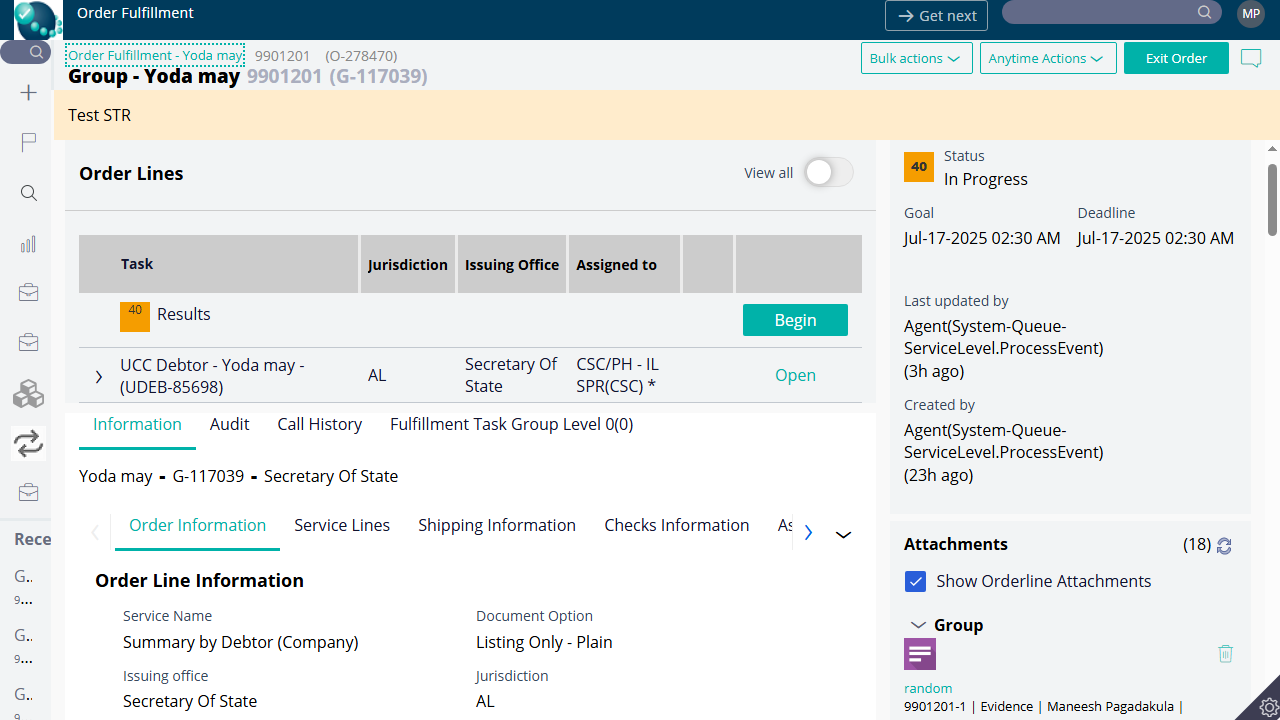 Order Fulfillment
Get next
MP
Order Fulfillment - Yoda may 9901201 (O-278470)
Group - Yoda may 9901201 (G-117039)
Bulk actions
Anytime Actions
Exit Order
Test STR
Order Lines
View all
Task Jurisdiction Issuing Office Assigned to
40 Results Begin
UCC Debtor - Yoda may -
(UDEB-85698)
AL
Secretary Of
State
CSC/PH - IL
SPR(CSC) *
Open
Information Audit Call History Fulfillment Task Group Level 0(0)
Yoda may - G-117039 - Secretary Of State
Order Information Service Lines Shipping Information Checks Information As
Order Line Information
Service Name
Summary by Debtor (Company)
Document Option
Listing Only - Plain
Issuing office
Secretary Of State
Jurisdiction
AL
40
Status
In Progress
Goal
Jul-17-2025 02:30 AM
Deadline
Jul-17-2025 02:30 AM
Last updated by
Agent(System-Queue-
ServiceLevel.ProcessEvent)
(3h ago)
Created by
Agent(System-Queue-
ServiceLevel.ProcessEvent)
(23h ago)
Attachments (18)
Show Orderline Attachments
Group
random
9901201-1 | Evidence | Maneesh Pagadakula |
Rece
G..
9...
G..
9...
G..
9...